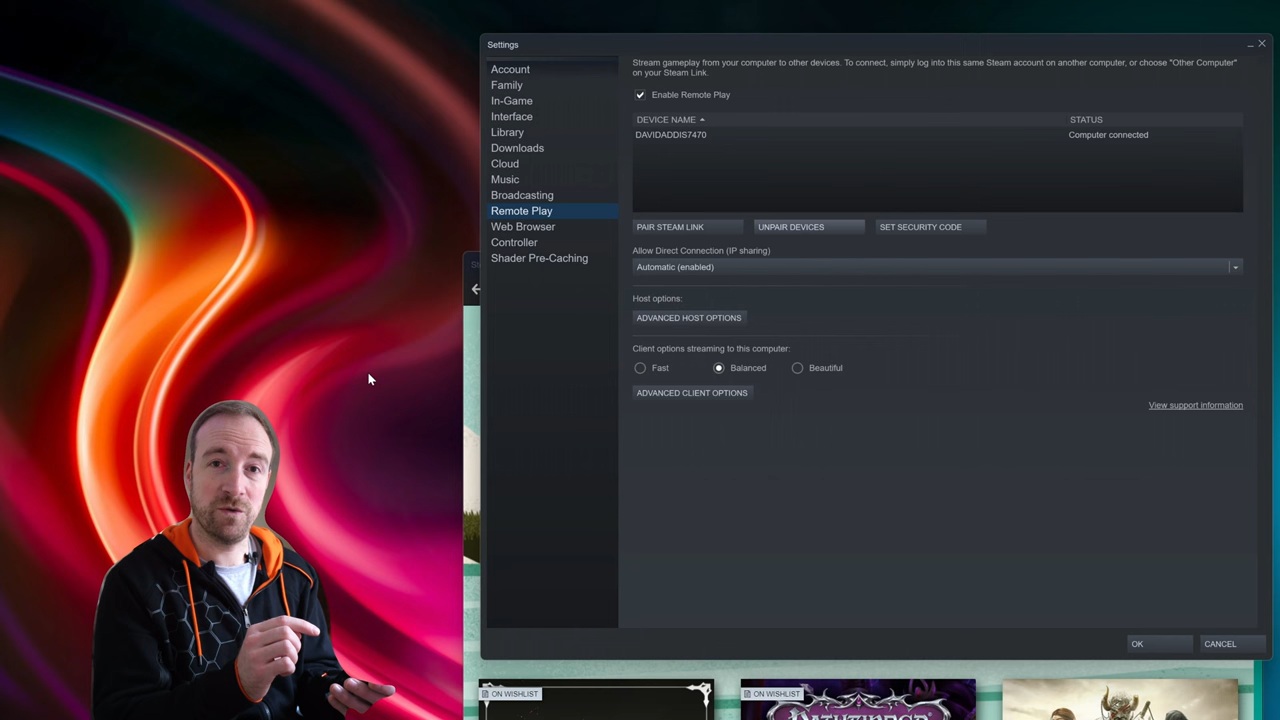 Settings
Account
Family
In-Game
Interface
Library
Downloads
Cloud
Music
Broadcasting
Remote Play
Web Browser
Controller
Shader Pre-Caching
Stream gameplay from your computer to other devices. To connect, simply log into this same Steam account on another computer, or choose "Other Computer"
on your Steam Link.
Enable Remote Play
DEVICE NAME STATUS
DAVIDADDIS7470 Computer connected
PAIR STEAM LINK UNPAIR DEVICES SET SECURITY CODE
Allow Direct Connection (IP sharing)
Automatic (enabled)
Host options:
ADVANCED HOST OPTIONS
Client options streaming to this computer:
Fast Balanced Beautiful
ADVANCED CLIENT OPTIONS
View support information
OK CANCEL
ON WISHLIST
ON WISHLIST
PATHFINDER